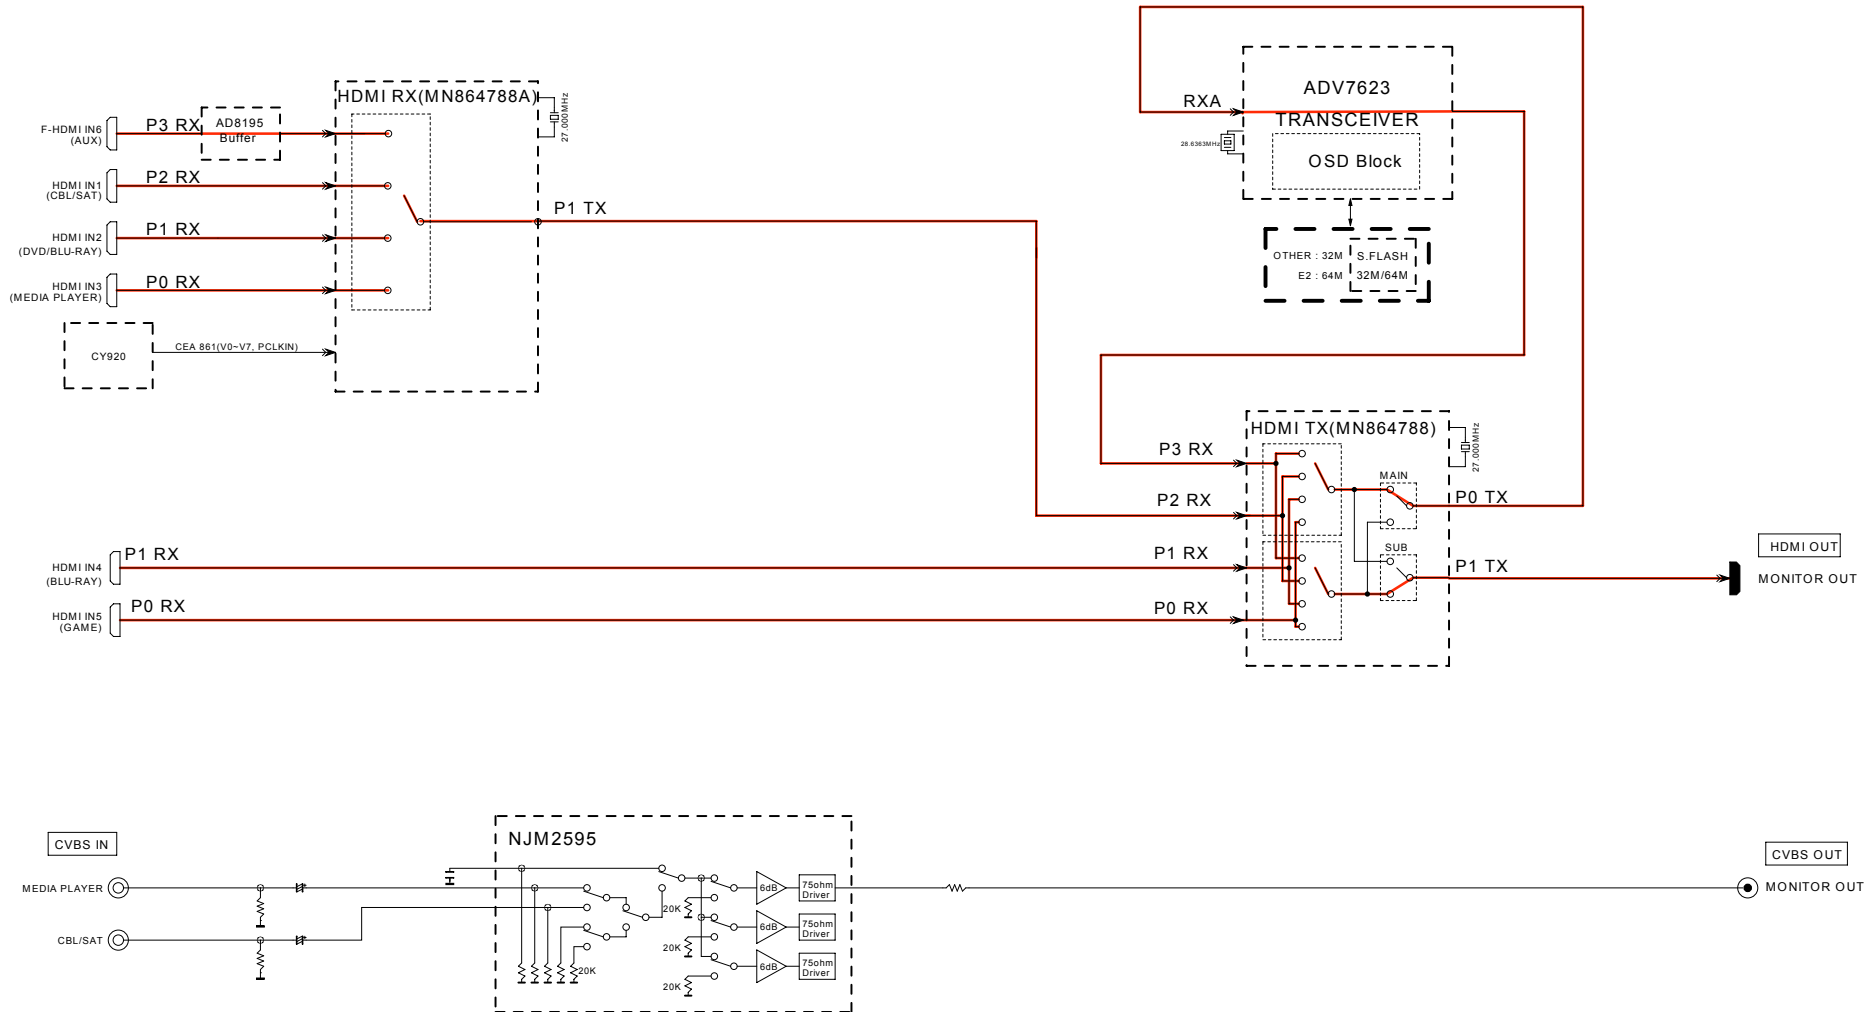 ADV7623
TRANSCEIVER
OSD Block
RXA
28.6363MHz
OTHER : 32M
E2 : 64M
S.FLASH
32M/64M
HDMI RX(MN864788A)
27.000MHz
F-HDMI IN6
(AUX)
P3 RX
AD8195
Buffer
HDMI IN1
(CBL/SAT)
P2 RX
P1 TX
HDMI IN2
(DVD/BLU-RAY)
P1 RX
HDMI IN3
(MEDIA PLAYER)
P0 RX
CY920
CEA 861(V0~V7, PCLKIN)
HDMI TX(MN864788)
27.000MHz
P3 RX
MAIN
P0 TX
P2 RX
HDMI IN4
(BLU-RAY)
P1 RX
P1 RX
SUB
P1 TX
HDMI OUT
MONITOR OUT
HDMI IN5
(GAME)
P0 RX
P0 RX
CVBS IN
NJM2595
CVBS OUT
MEDIA PLAYER
6dB
75ohm
Driver
MONITOR OUT
20K
CBL/SAT
6dB
75ohm
Driver
20K
20K
6dB
75ohm
Driver
20K